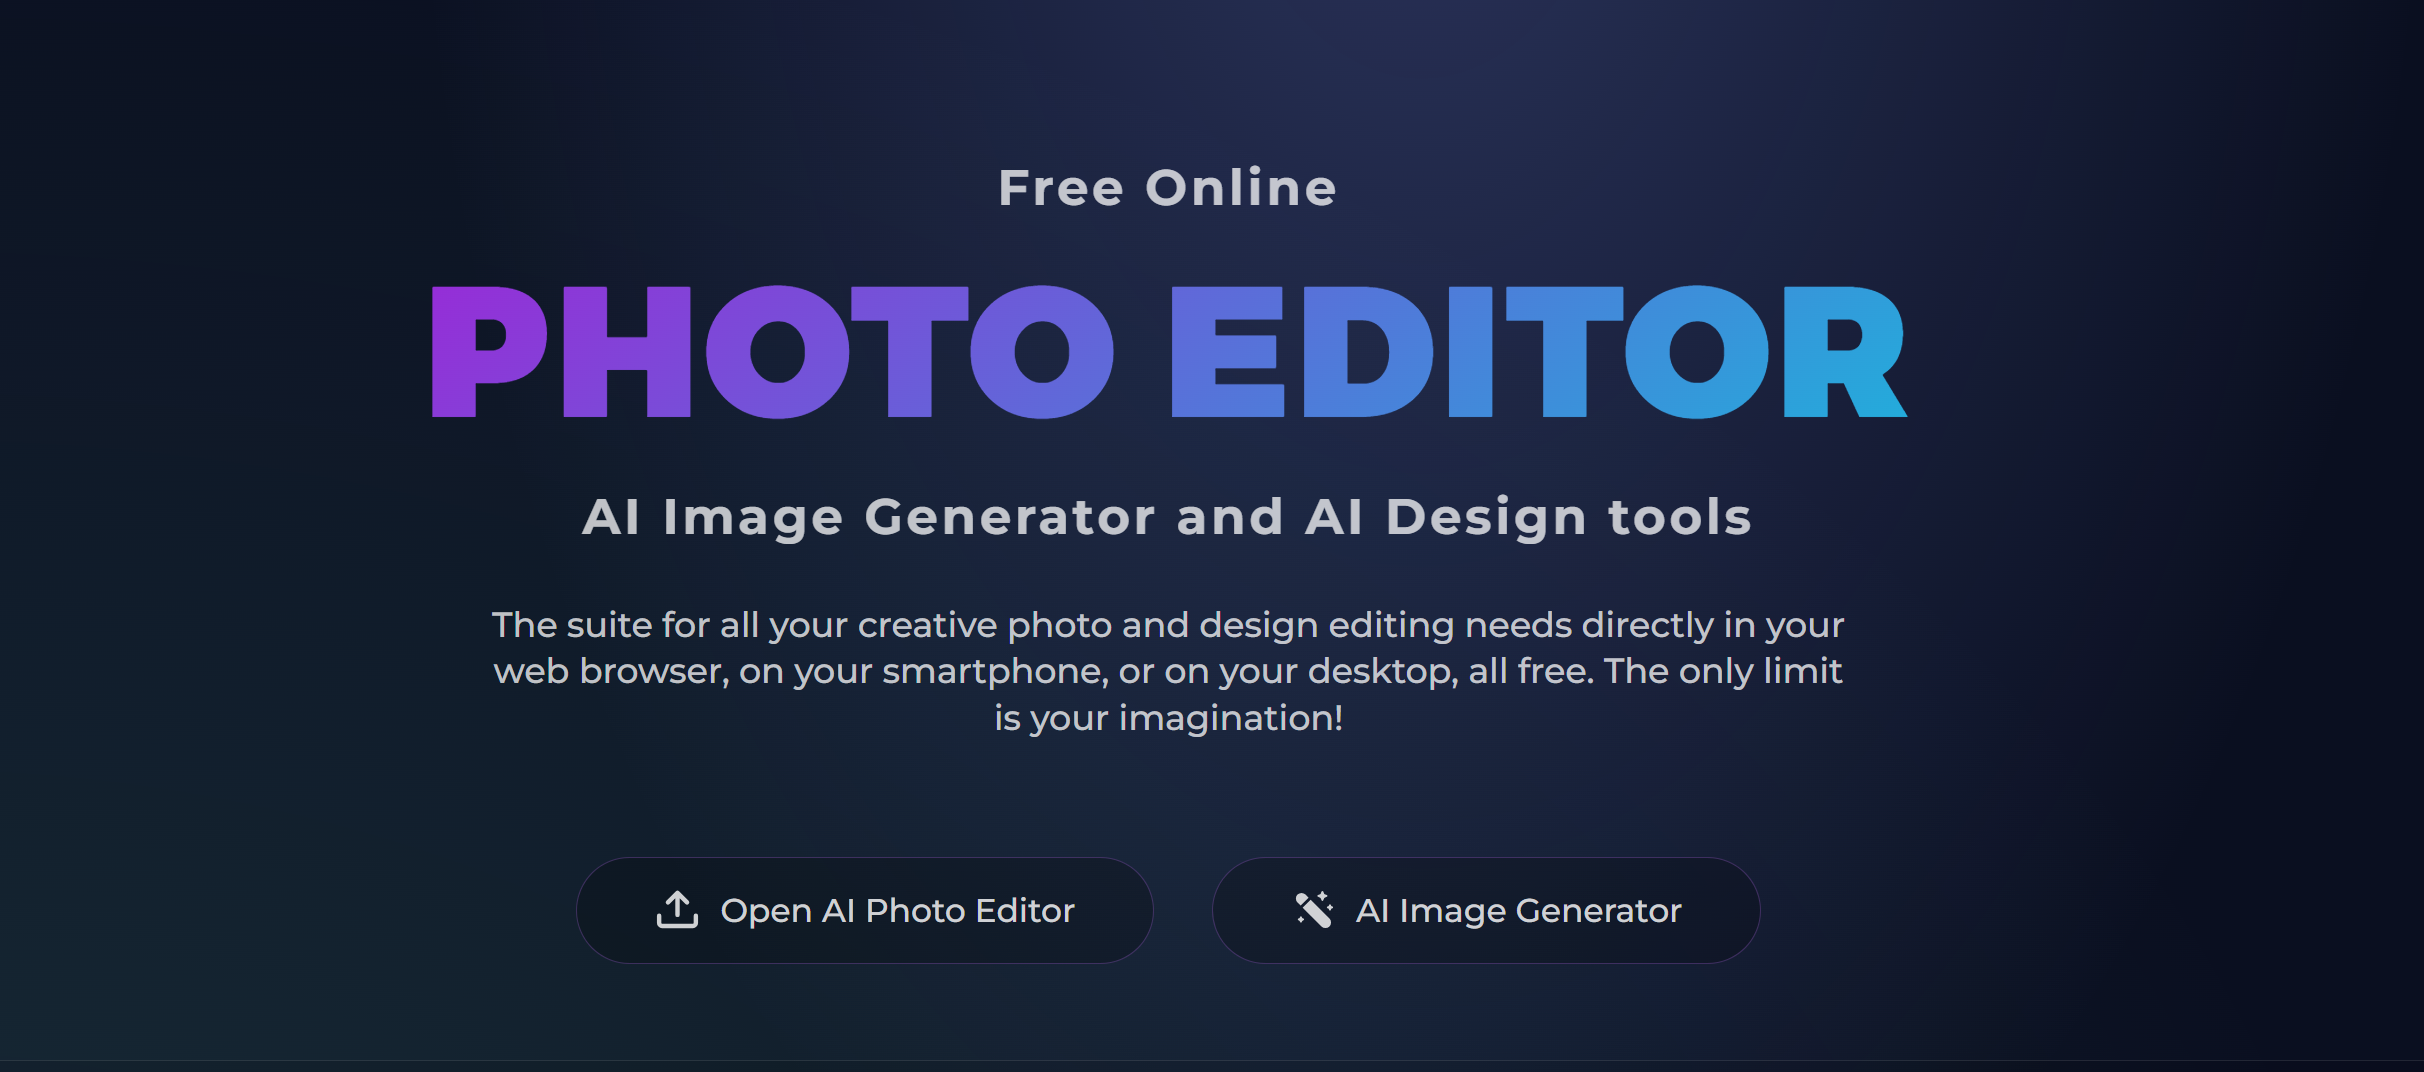 Free Online
PHOTO EDITOR
AI Image Generator and AI Design tools
The suite for all your creative photo and design editing needs directly in your
web browser, on your smartphone, or on your desktop, all free. The only limit
is your imagination!
Open AI Photo Editor
AI Image Generator